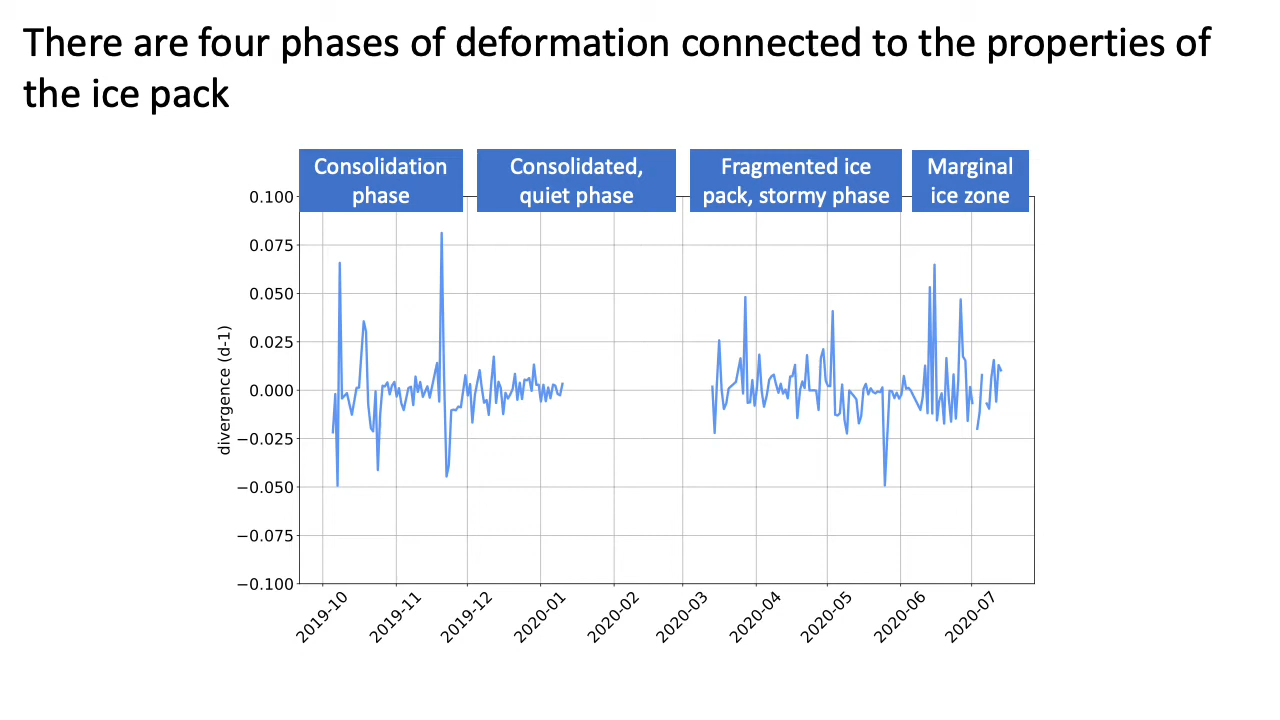 There are four phases of deformation connected to the properties of
the ice pack
Consolidation
phase
Consolidated,
quiet phase
Fragmented ice
pack, stormy phase
Marginal
ice zone
0.100
0.075
0.050
0.025
0.000
−0.025
−0.050
−0.075
−0.100
divergence (d-1)
2019-10
2019-11
2019-12
2020-01
2020-02
2020-03
2020-04
2020-05
2020-06
2020-07